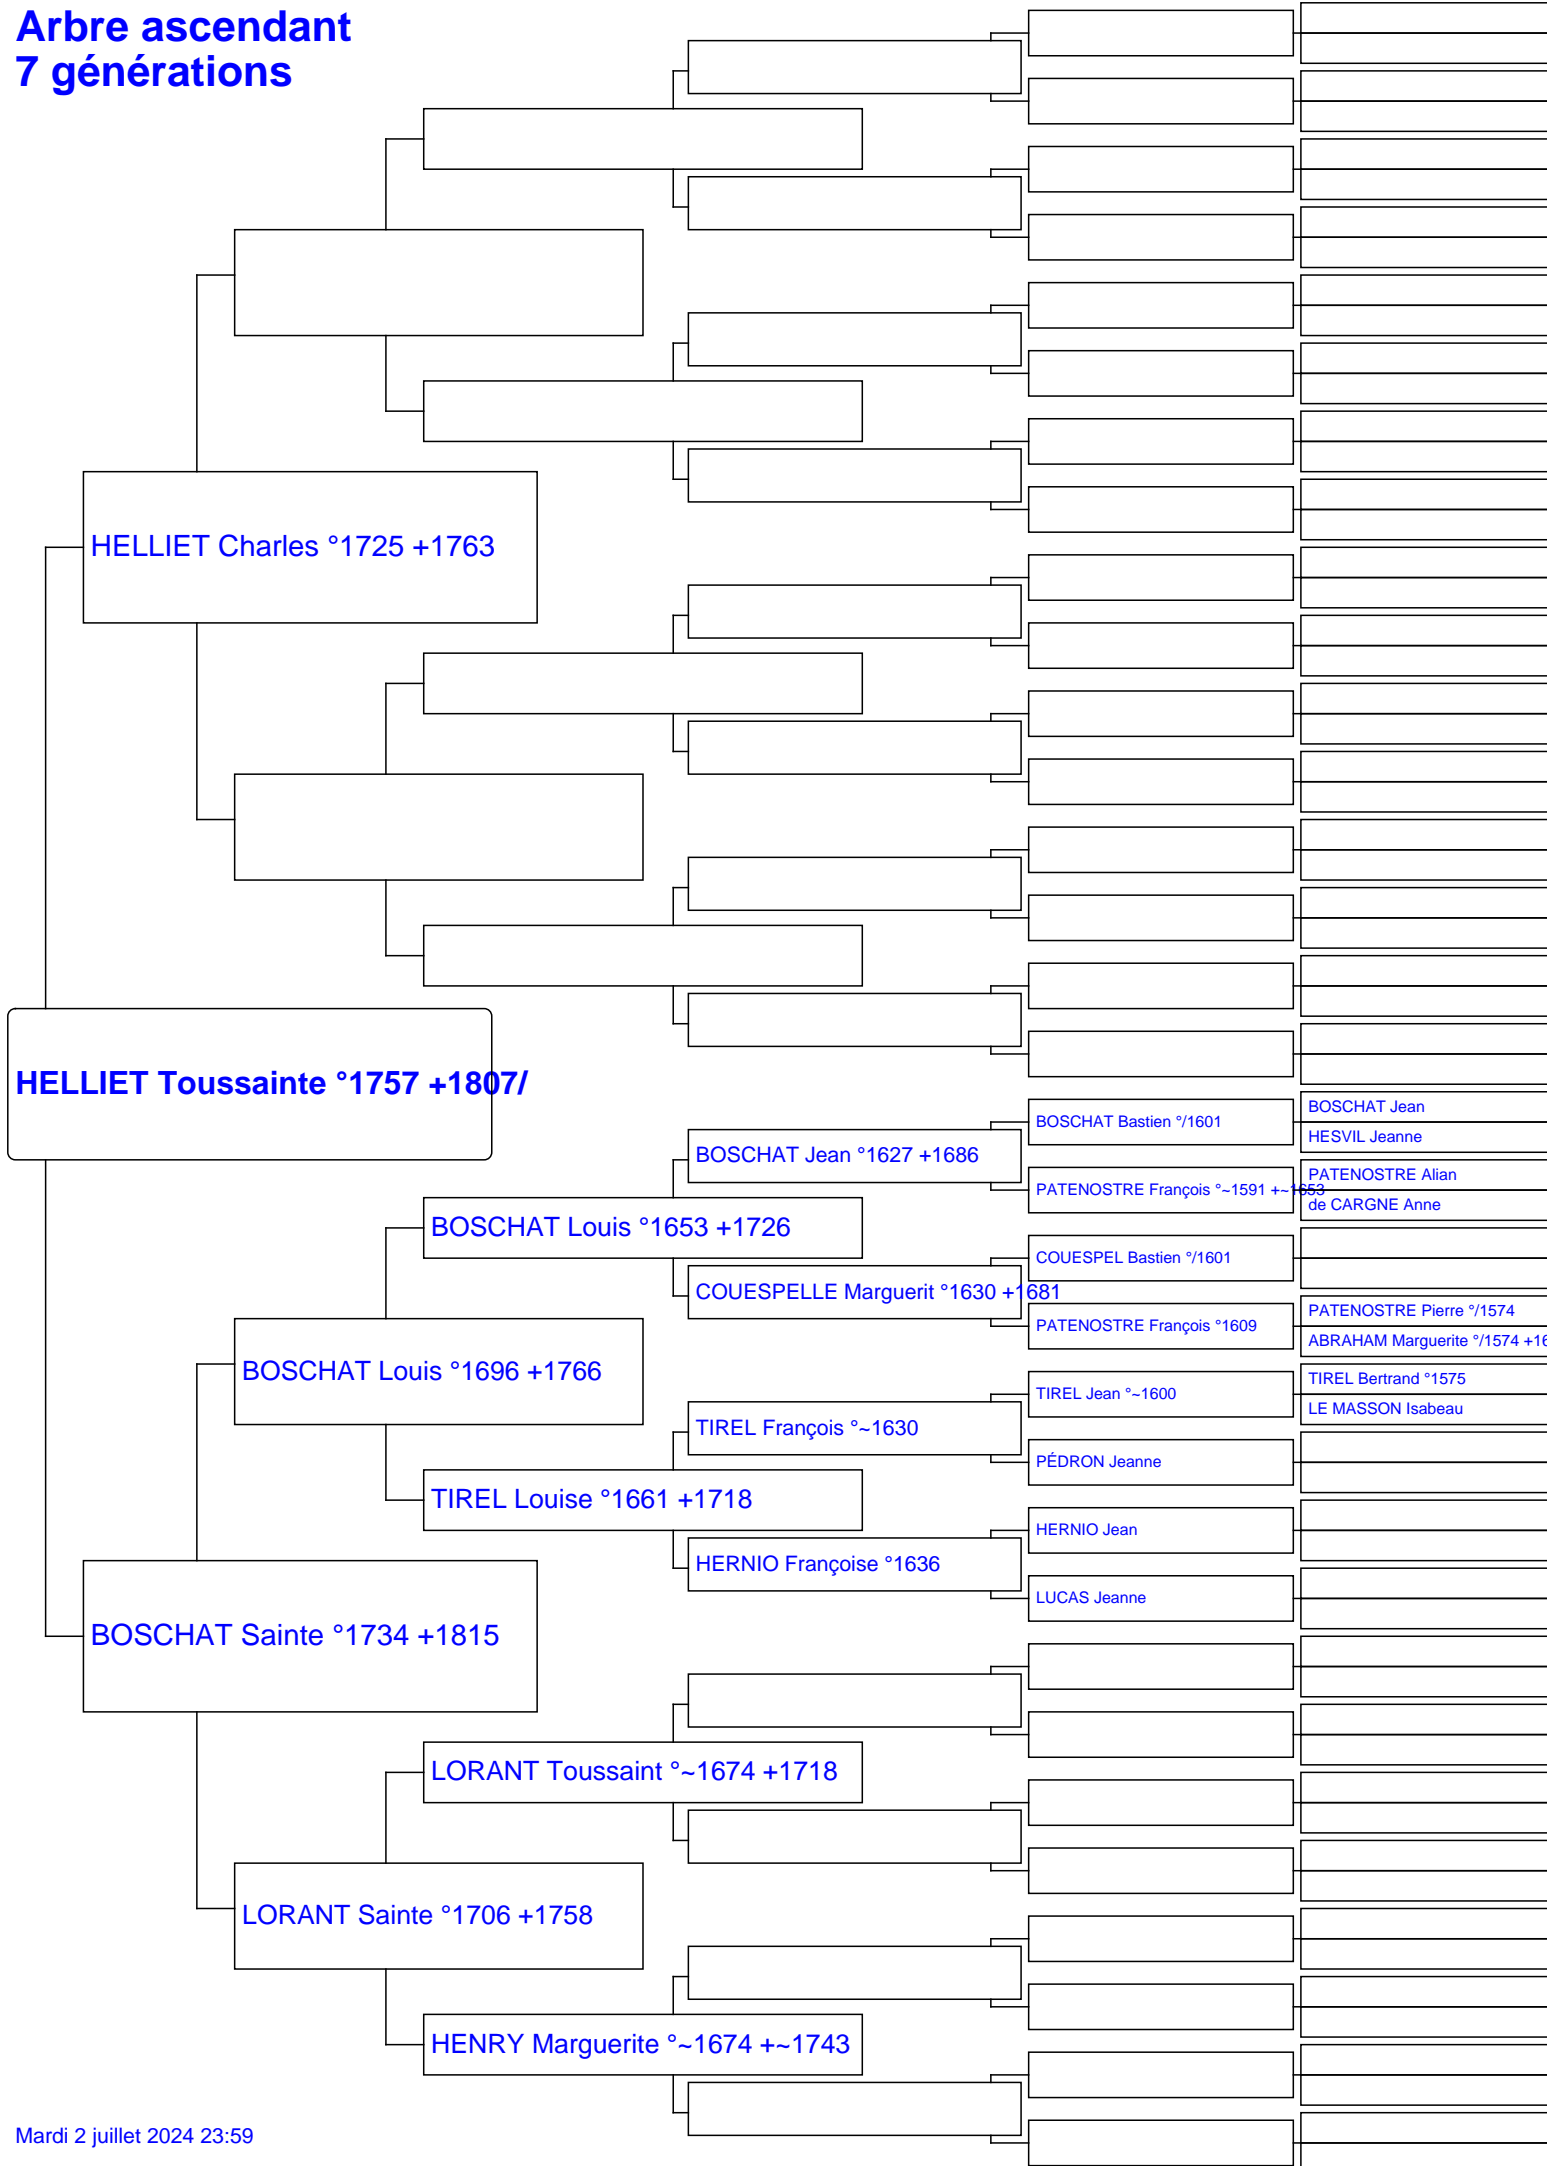 Arbre ascendant
7 générations
HELLIET Charles °1725 +1763
HELLIET Toussainte °1757 +1807/
BOSCHAT Jean
BOSCHAT Bastien °/1601
HESVIL Jeanne
BOSCHAT Jean °1627 +1686
PATENOSTRE Alian
PATENOSTRE François °~1591 +~1653
de CARGNE Anne
BOSCHAT Louis °1653 +1726
COUESPEL Bastien °/1601
COUESPELLE Marguerit °1630 +1681
PATENOSTRE Pierre °/1574
PATENOSTRE François °1609
ABRAHAM Marguerite °/1574 +16
BOSCHAT Louis °1696 +1766
TIREL Bertrand °1575
TIREL Jean °~1600
LE MASSON Isabeau
TIREL François °~1630
PÉDRON Jeanne
TIREL Louise °1661 +1718
HERNIO Jean
HERNIO Françoise °1636
LUCAS Jeanne
BOSCHAT Sainte °1734 +1815
LORANT Toussaint °~1674 +1718
LORANT Sainte °1706 +1758
HENRY Marguerite °~1674 +~1743
Mardi 2 juillet 2024 23:59